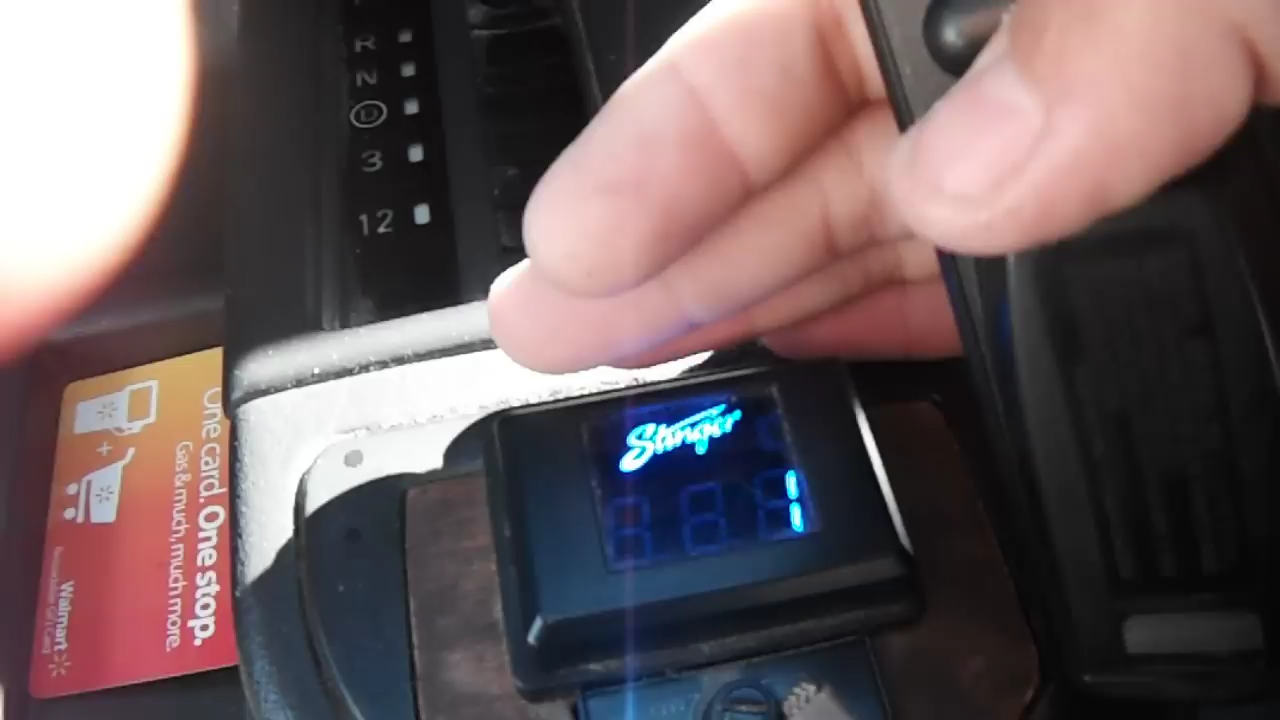 R
N
D
3
12
One card. One stop.
Gas & much, much more.
Walmart
Stinger
1